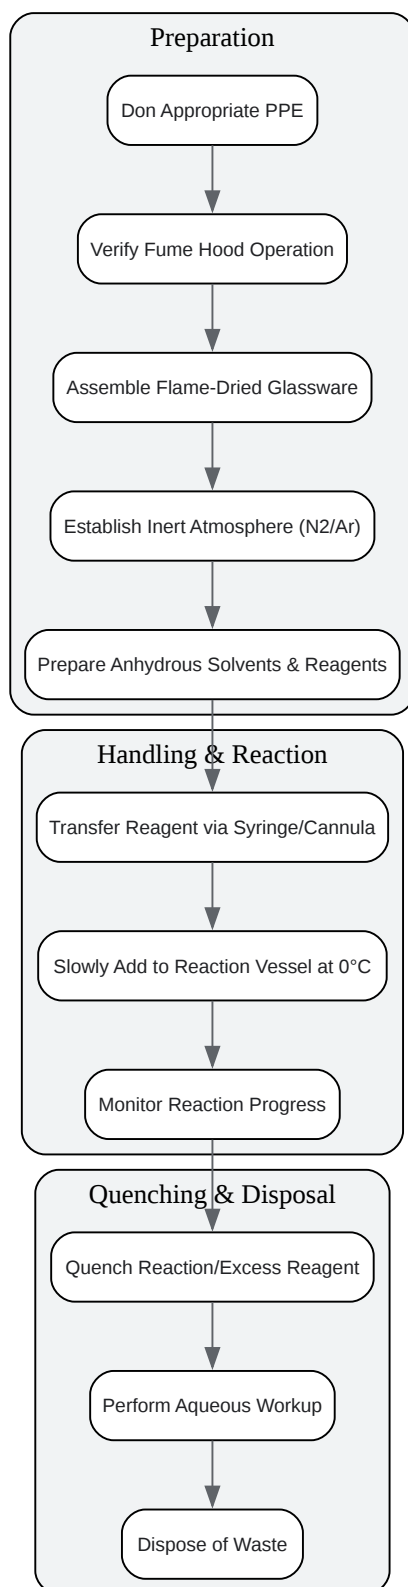 Preparation
Don Appropriate PPE
Verify Fume Hood Operation
Assemble Flame-Dried Glassware
Establish Inert Atmosphere (N2/Ar)
Prepare Anhydrous Solvents & Reagents
Handling & Reaction
Transfer Reagent via Syringe/Cannula
Slowly Add to Reaction Vessel at 0°C
Monitor Reaction Progress
Quenching & Disposal
Quench Reaction/Excess Reagent
Perform Aqueous Workup
Dispose of Waste